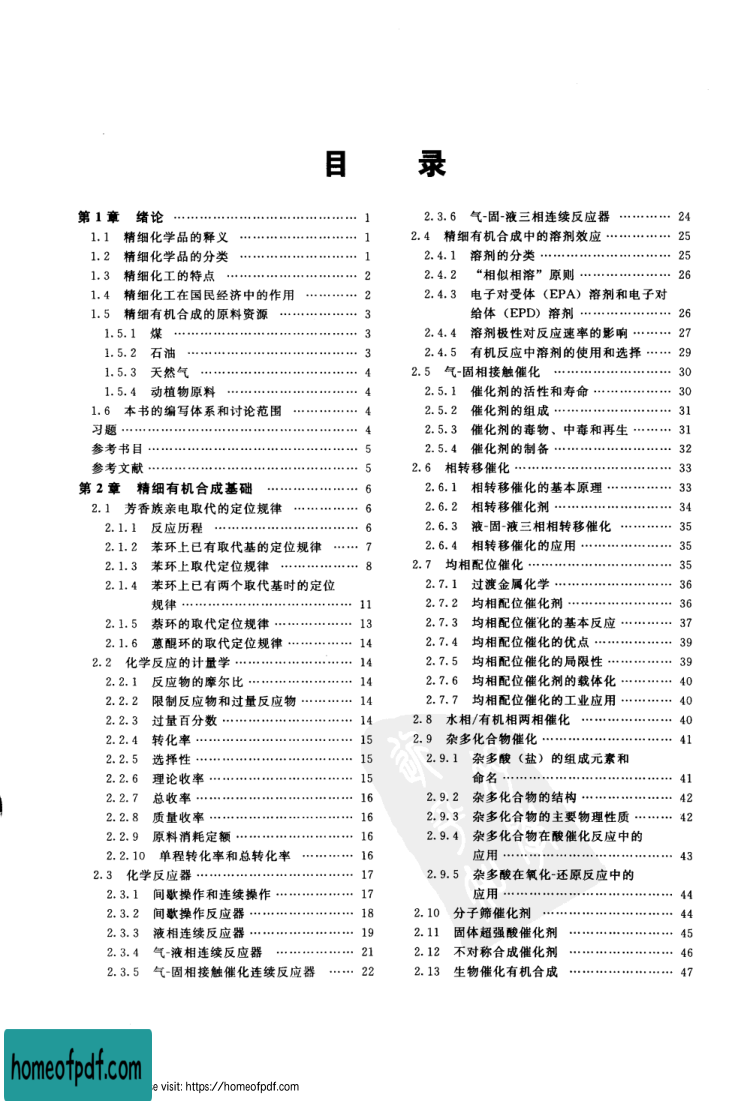 目 录
第1章 绪论 …………………………………… 1
1.1 精细化学品的释义 ……………………… 1
1.2 精细化学品的分类 ……………………… 1
1.3 精细化工的特点 ………………………… 2
1.4 精细化工在国民经济中的作用 ………… 2
1.5 精细有机合成的原料资源 ……………… 3
1.5.1 煤 …………………………………… 3
1.5.2 石油 ………………………………… 3
1.5.3 天然气 ……………………………… 4
1.5.4 动植物原料 ………………………… 4
1.6 本书的编写体系和讨论范围 …………… 4
习题 ……………………………………………… 4
参考书目 ………………………………………… 5
参考文献 ………………………………………… 5
第2章 精细有机合成基础 ………………… 6
2.1 芳香族亲电取代的定位规律 …………… 6
2.1.1 反应历程 …………………………… 6
2.1.2 苯环上已有取代基的定位规律 …… 7
2.1.3 苯环上取代定位规律 ……………… 8
2.1.4 苯环上已有两个取代基时的定位
规律 ………………………………… 11
2.1.5 萘环的取代定位规律 ……………… 13
2.1.6 蒽醌环的取代定位规律 …………… 14
2.2 化学反应的计量学 ……………………… 14
2.2.1 反应物的摩尔比 …………………… 14
2.2.2 限制反应物和过量反应物 ………… 14
2.2.3 过量百分数 ………………………… 14
2.2.4 转化率 ……………………………… 15
2.2.5 选择性 ……………………………… 15
2.2.6 理论收率 …………………………… 15
2.2.7 总收率 ……………………………… 16
2.2.8 质量收率 …………………………… 16
2.2.9 原料消耗定额 ……………………… 16
2.2.10 单程转化率和总转化率 ………… 16
2.3 化学反应器 ……………………………… 17
2.3.1 间歇操作和连续操作 ……………… 17
2.3.2 间歇操作反应器 …………………… 18
2.3.3 液相连续反应器 …………………… 19
2.3.4 气-液相连续反应器 ……………… 21
2.3.5 气-固相接触催化连续反应器 …… 22
2.3.6 气-固-液三相连续反应器 ………… 24
2.4 精细有机合成中的溶剂效应 …………… 25
2.4.1 溶剂的分类 ………………………… 25
2.4.2 “相似相溶”原则 ………………… 26
2.4.3 电子对受体（EPA）溶剂和电子对
给体（EPD）溶剂 ………………… 26
2.4.4 溶剂极性对反应速率的影响 ……… 27
2.4.5 有机反应中溶剂的使用和选择 …… 29
2.5 气-固相接触催化 ……………………… 30
2.5.1 催化剂的活性和寿命 ……………… 30
2.5.2 催化剂的组成 ……………………… 31
2.5.3 催化剂的毒物、中毒和再生 ……… 31
2.5.4 催化剂的制备 ……………………… 32
2.6 相转移催化 ……………………………… 33
2.6.1 相转移催化的基本原理 …………… 33
2.6.2 相转移催化剂 ……………………… 34
2.6.3 液-固-液三相相转移催化 ………… 35
2.6.4 相转移催化的应用 ………………… 35
2.7 均相配位催化 …………………………… 35
2.7.1 过渡金属化学 ……………………… 36
2.7.2 均相配位催化剂 …………………… 36
2.7.3 均相配位催化的基本反应 ………… 37
2.7.4 均相配位催化的优点 ……………… 39
2.7.5 均相配位催化的局限性 …………… 39
2.7.6 均相配位催化剂的载体化 ………… 40
2.7.7 均相配位催化的工业应用 ………… 40
2.8 水相/有机相两相催化 ………………… 40
2.9 杂多化合物催化 ………………………… 41
2.9.1 杂多酸（盐）的组成元素和
命名 ………………………………… 41
2.9.2 杂多化合物的结构 ………………… 42
2.9.3 杂多化合物的主要物理性质 ……… 42
2.9.4 杂多化合物在酸催化反应中的
应用 ………………………………… 43
2.9.5 杂多酸在氧化-还原反应中的
应用 ………………………………… 44
2.10 分子筛催化剂 ………………………… 44
2.11 固体超强酸催化剂 …………………… 45
2.12 不对称合成催化剂 …………………… 46
2.13 生物催化有机合成 …………………… 47
homeofpdf.com
e visit: https://homeofpdf.com